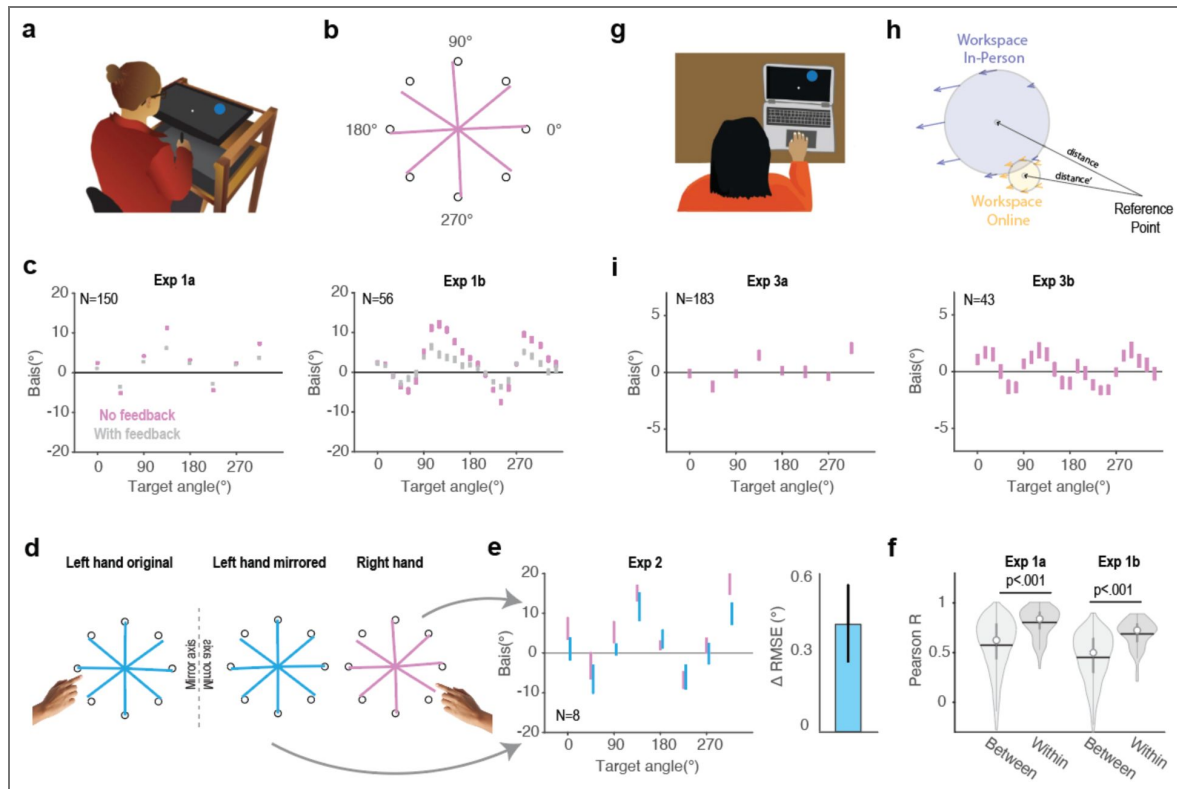 a
b
90°
180°
0°
270°
g
h
Workspace
In-Person
distance
distance'
Workspace
Online
Reference
Point
c
Exp 1a
N=150
20
10
0
-10
-20
Bais(°)
No feedback
With feedback
0 90 180 270
Target angle(°)
Exp 1b
N=56
20
10
0
-10
-20
Bais(°)
0 90 180 270
Target angle(°)
i
Exp 3a
N=183
5
0
-5
Bais(°)
0 90 180 270
Target angle(°)
Exp 3b
N=43
5
0
-5
Bais(°)
0 90 180 270
Target angle(°)
d
Left hand original
Left hand mirrored
Right hand
Mirror axis
Mirror axis
e
Exp 2
20
10
0
-10
-20
Bais(°)
N=8
0 90 180 270
Target angle(°)
0.6
0.3
0
Δ RMSE (°)
f
Exp 1a
Exp 1b
p<.001
p<.001
1
0.5
0
Pearson R
Between
Within
Between
Within